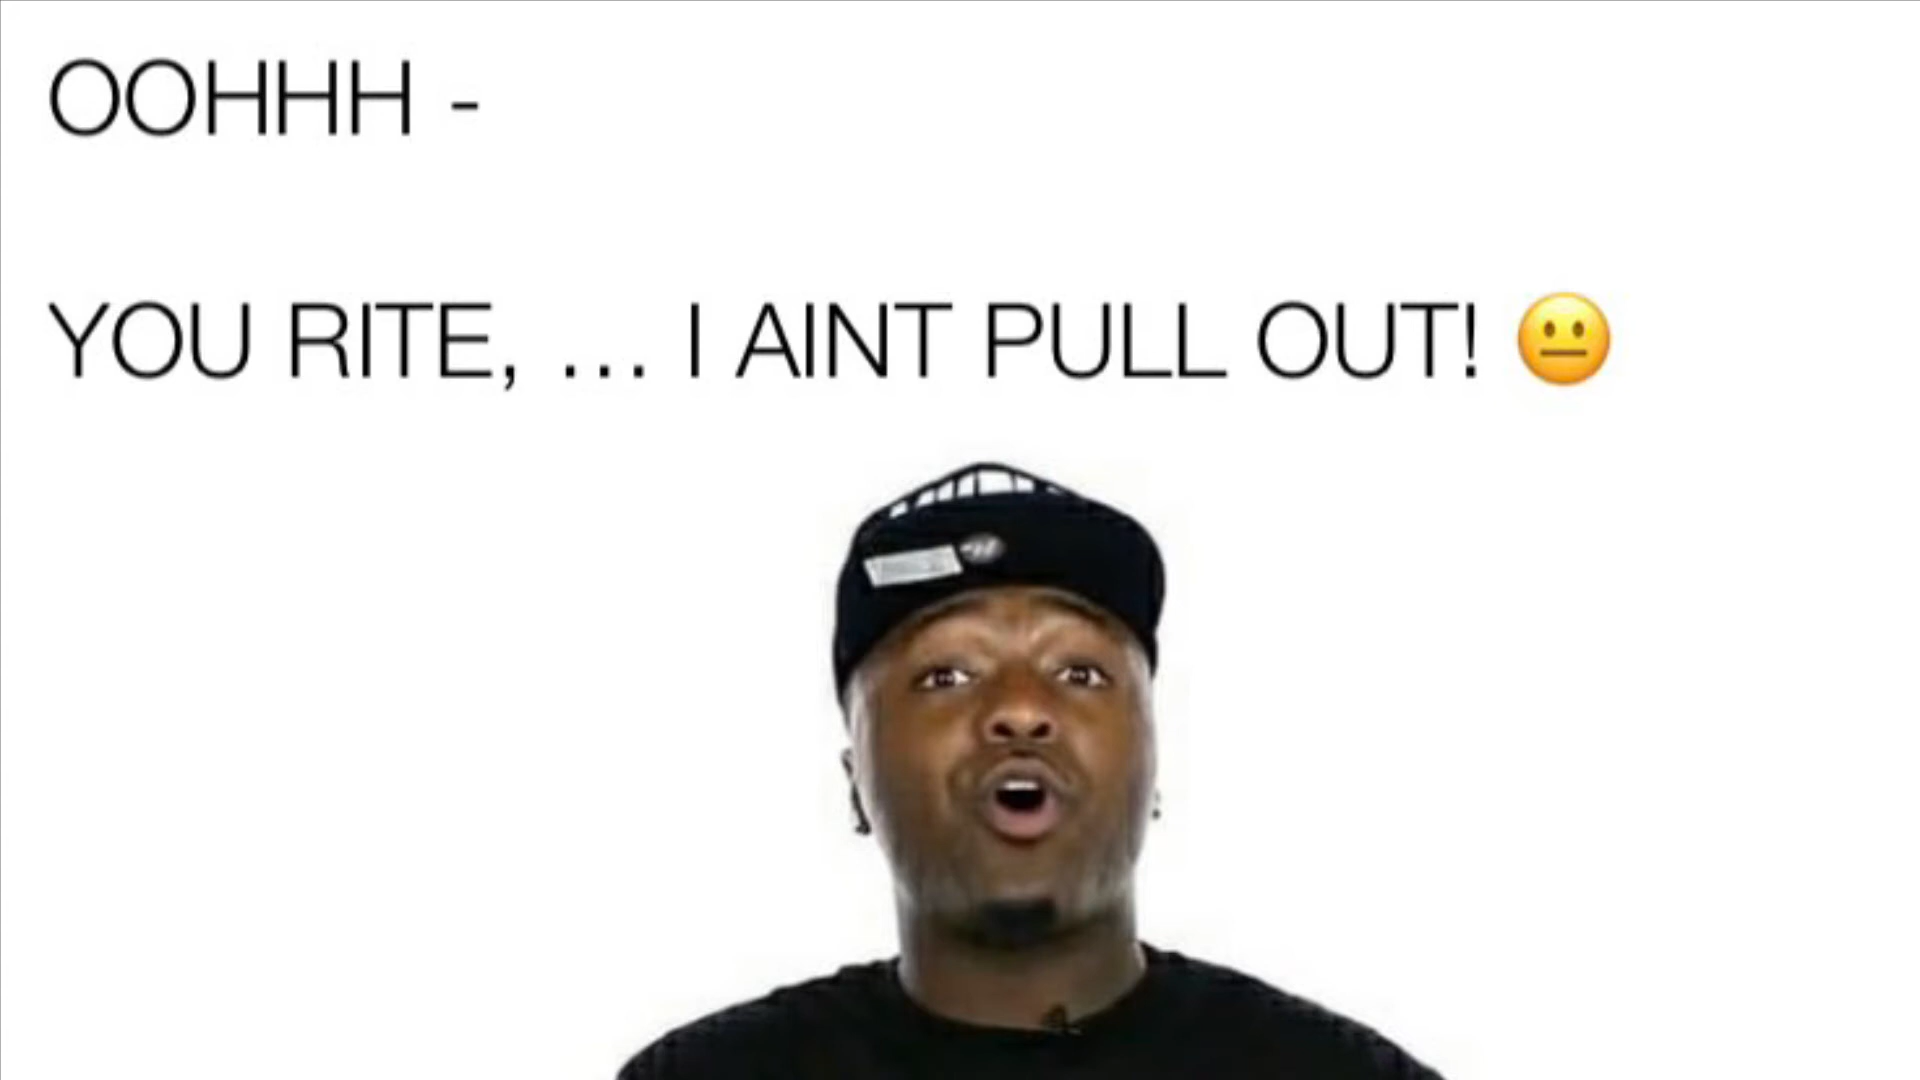 OOHHH -
YOU RITE, ... I AINT PULL OUT! 😐